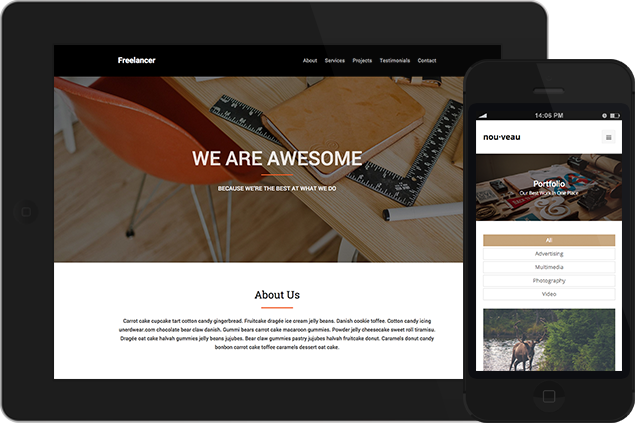 Freelancer
About Services Projects Testimonials Contact
WE ARE AWESOME
BECAUSE WE'RE THE BEST AT WHAT WE DO
About Us
Carrot cake cupcake tart cotton candy gingerbread. Fruitcake dragée ice cream jelly beans. Danish cookie toffee. Cotton candy icing
unerdwear.com chocolate bear claw danish. Gummi bears carrot cake macaroon gummies. Powder jelly cheesecake sweet roll tiramisu.
Dragée oat cake halvah gummies jelly beans jujubes. Bear claw gummies pastry jujubes halvah fruitcake donut. Caramels donut candy
bonbon carrot cake toffee caramels dessert oat cake.
14:06 PM
nou·veau
Portfolio
Our Best Work In One Place
All
Advertising
Multimedia
Photography
Video